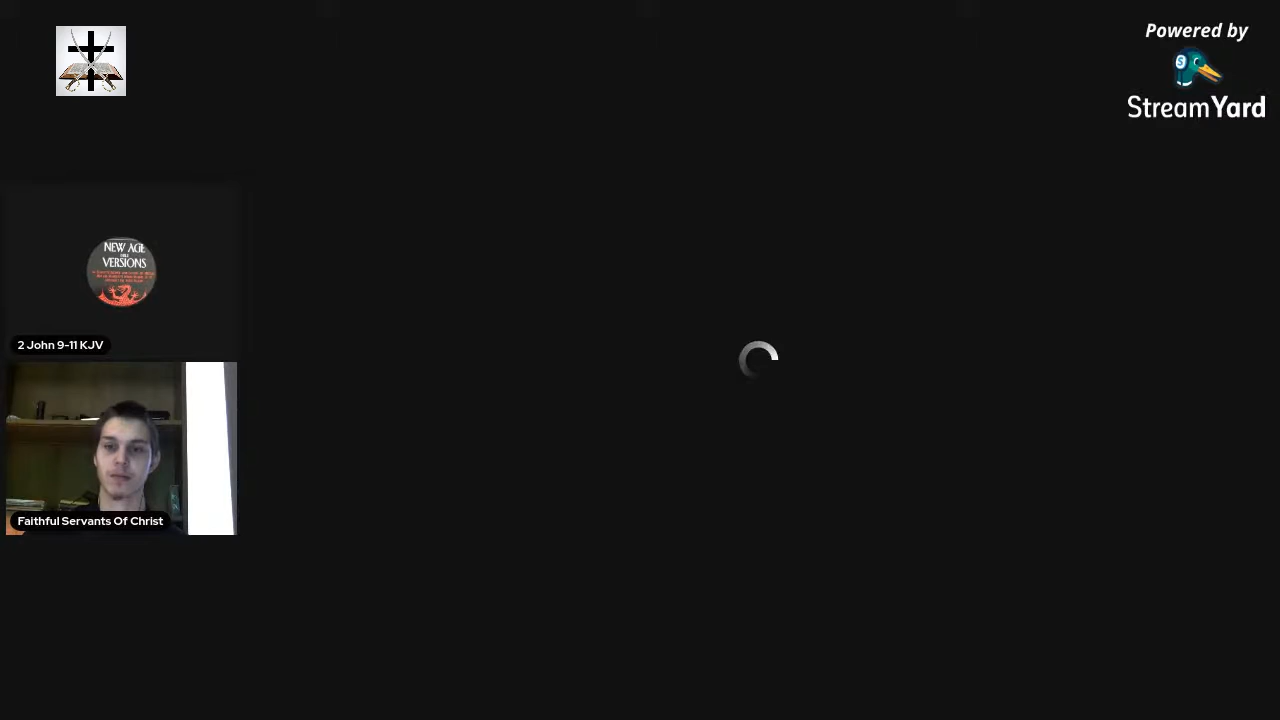 Powered by
StreamYard
NEW AGE
VERSIONS
2 John 9-11 KJV
Faithful Servants Of Christ